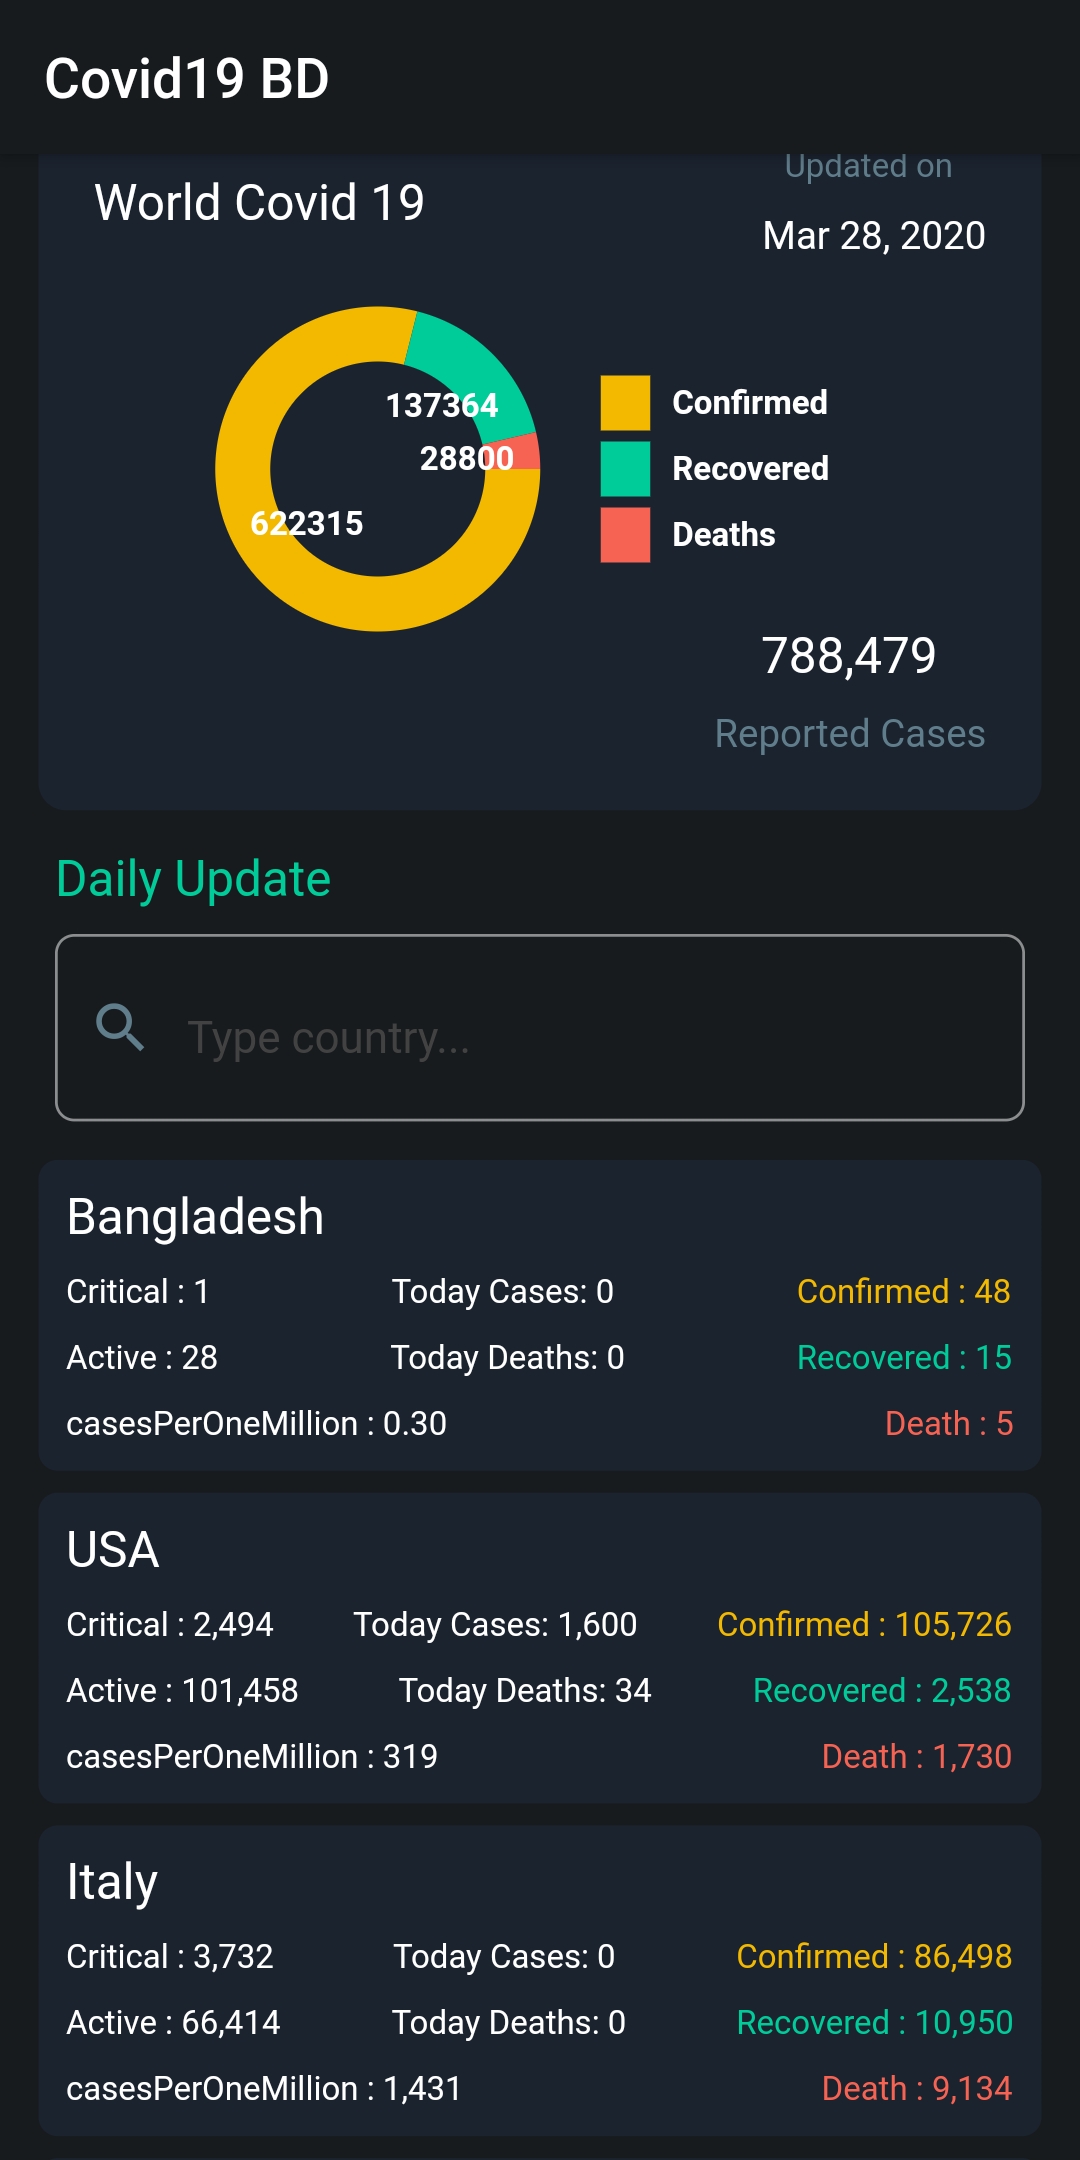 Covid19 BD
Updated on
World Covid 19
Mar 28, 2020
137364
28800
622315
Confirmed
Recovered
Deaths
788,479
Reported Cases
Daily Update
Type country...
Bangladesh
Critical : 1 Today Cases: 0 Confirmed : 48
Active : 28 Today Deaths: 0 Recovered : 15
casesPerOneMillion : 0.30 Death : 5
USA
Critical : 2,494 Today Cases: 1,600 Confirmed : 105,726
Active : 101,458 Today Deaths: 34 Recovered : 2,538
casesPerOneMillion : 319 Death : 1,730
Italy
Critical : 3,732 Today Cases: 0 Confirmed : 86,498
Active : 66,414 Today Deaths: 0 Recovered : 10,950
casesPerOneMillion : 1,431 Death : 9,134